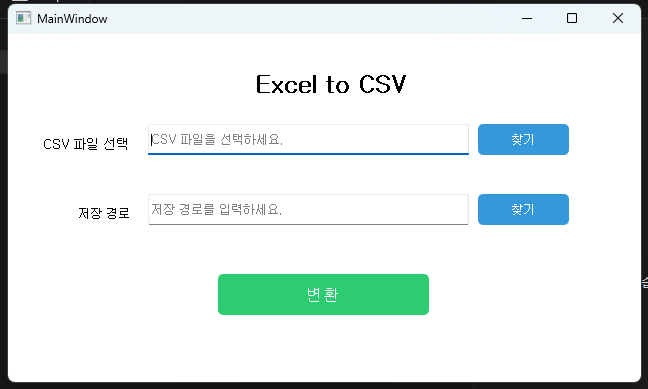 MainWindow
Excel to CSV
CSV 파일 선택
CSV 파일을 선택하세요,
찾기
저장 경로
저장 경로를 입력하세요,
찾기
변환